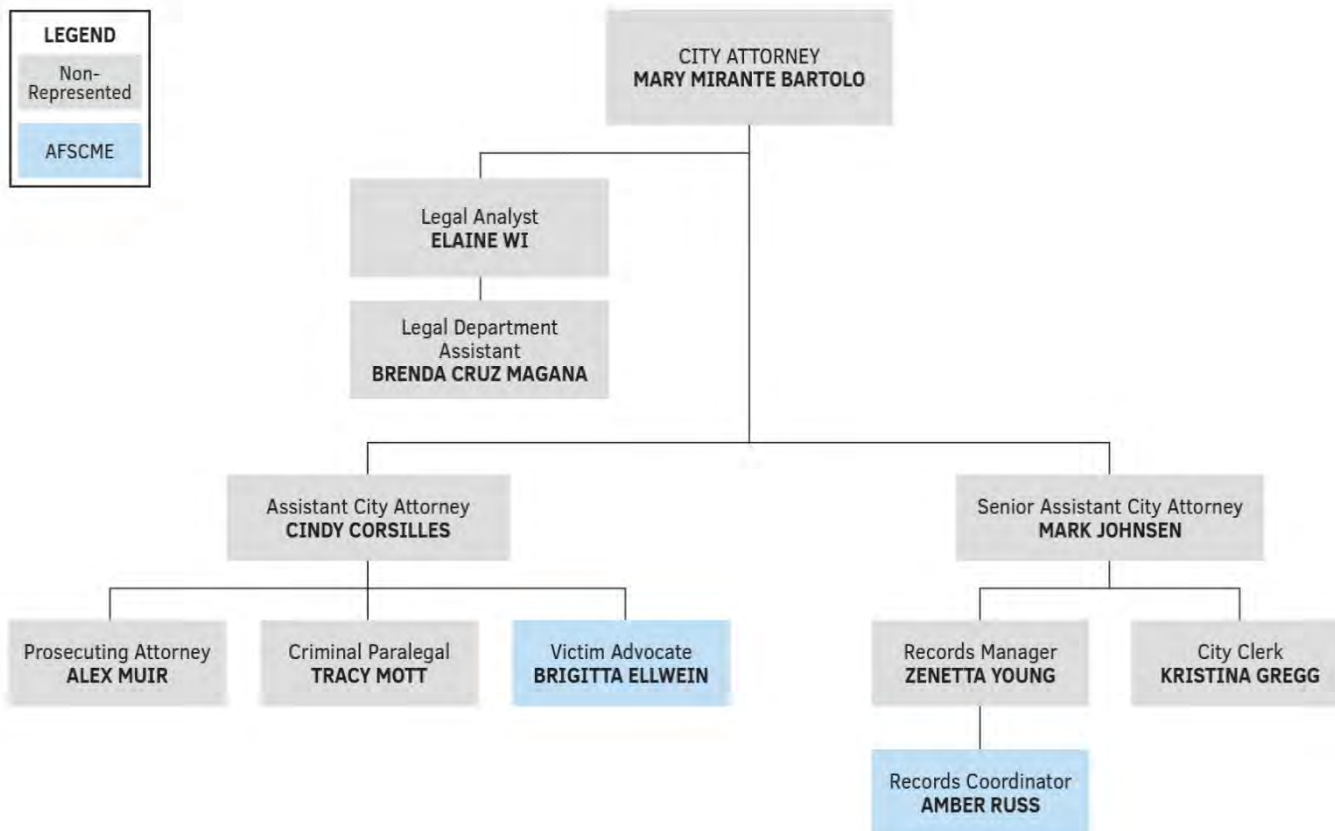 LEGEND
Non-
Represented
AFSCME
CITY ATTORNEY
MARY MIRANTE BARTOLO
Legal Analyst
ELAINE WI
Legal Department
Assistant
BRENDA CRUZ MAGANA
Assistant City Attorney
CINDY CORSILLES
Senior Assistant City Attorney
MARK JOHNSEN
Prosecuting Attorney
ALEX MUIR
Criminal Paralegal
TRACY MOTT
Victim Advocate
BRIGITTA ELLWEIN
Records Manager
ZENETTA YOUNG
City Clerk
KRISTINA GREGG
Records Coordinator
AMBER RUSS